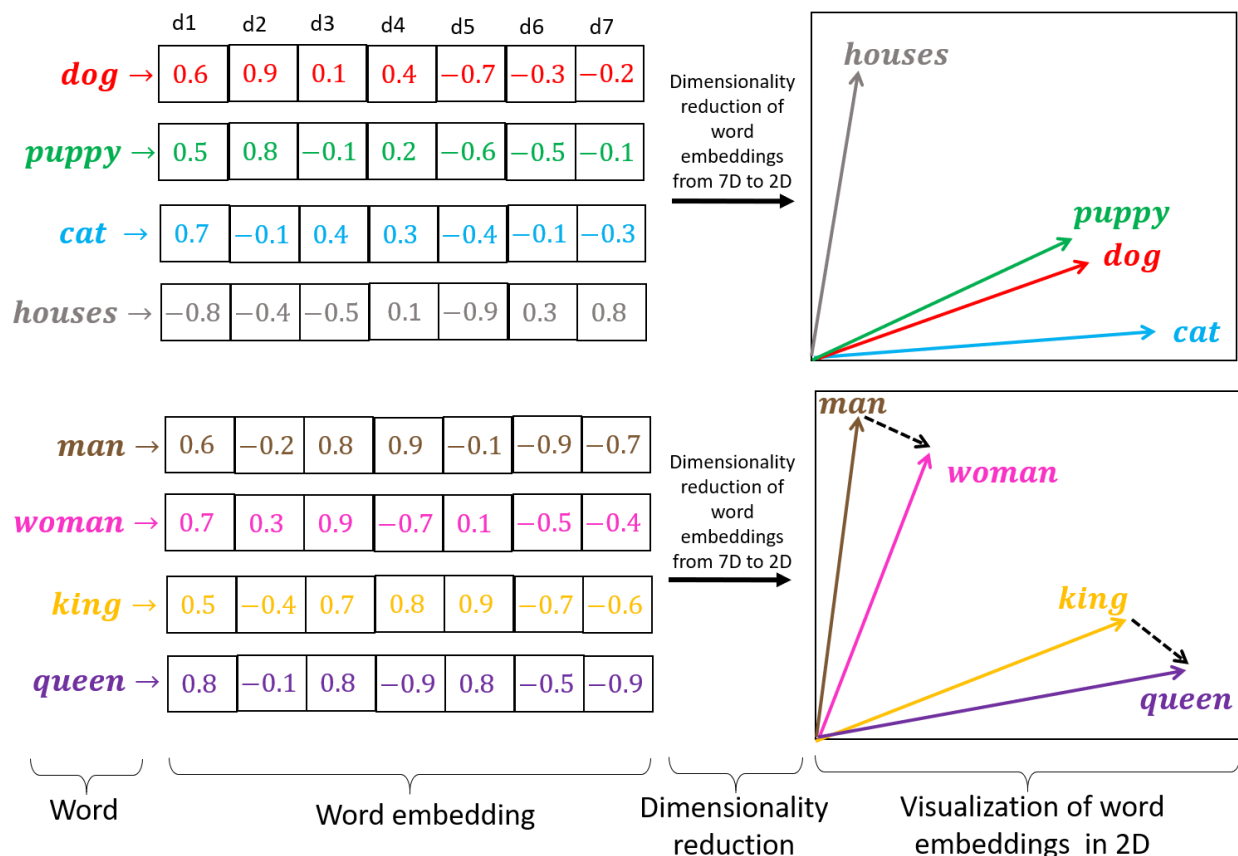 d1 d2 d3 d4 d5 d6 d7
dog → 0.6 0.9 0.1 0.4 −0.7 −0.3 −0.2
puppy → 0.5 0.8 −0.1 0.2 −0.6 −0.5 −0.1
cat → 0.7 −0.1 0.4 0.3 −0.4 −0.1 −0.3
houses → −0.8 −0.4 −0.5 0.1 −0.9 0.3 0.8
Dimensionality
reduction of
word
embeddings
from 7D to 2D
houses
puppy
dog
cat
man → 0.6 −0.2 0.8 0.9 −0.1 −0.9 −0.7
woman → 0.7 0.3 0.9 −0.7 0.1 −0.5 −0.4
king → 0.5 −0.4 0.7 0.8 0.9 −0.7 −0.6
queen → 0.8 −0.1 0.8 −0.9 0.8 −0.5 −0.9
Dimensionality
reduction of
word
embeddings
from 7D to 2D
man
woman
king
queen
Word
Word embedding
Dimensionality
reduction
Visualization of word
embeddings in 2D